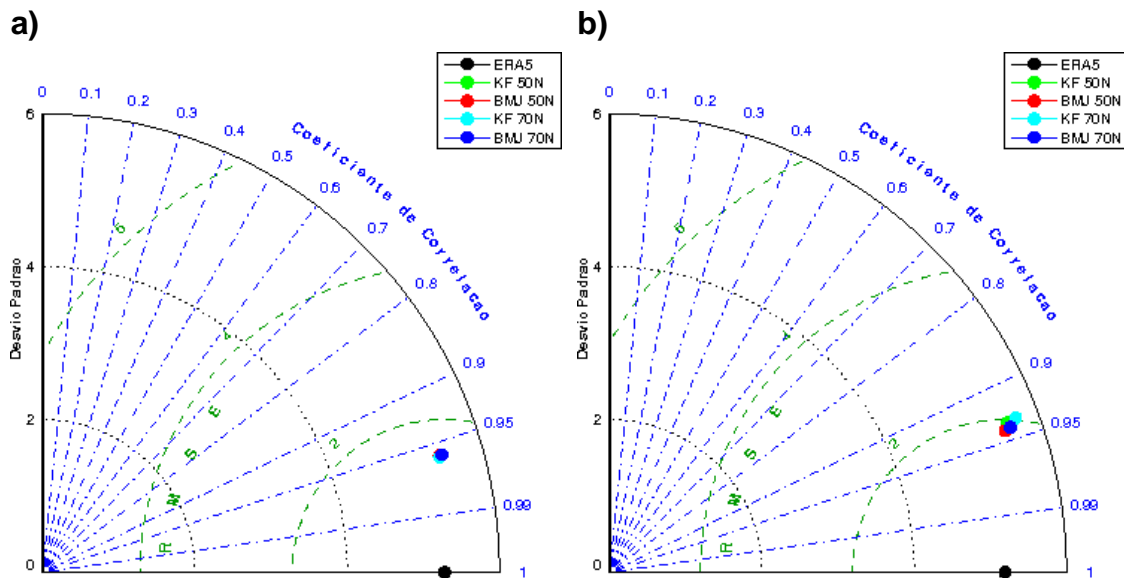 a)
ERA5
KF 50N
BMJ 50N
KF 70N
BMJ 70N
Coeficiente de Correlacao
0
0.1
0.2
0.3
0.4
0.5
0.6
0.7
0.8
0.9
0.95
0.99
1
Desvio Padrao
6
4
2
0
6
4
2
RMSE
b)
ERA5
KF 50N
BMJ 50N
KF 70N
BMJ 70N
Coeficiente de Correlacao
0
0.1
0.2
0.3
0.4
0.5
0.6
0.7
0.8
0.9
0.95
0.99
1
Desvio Padrao
6
4
2
0
6
4
2
RMSE